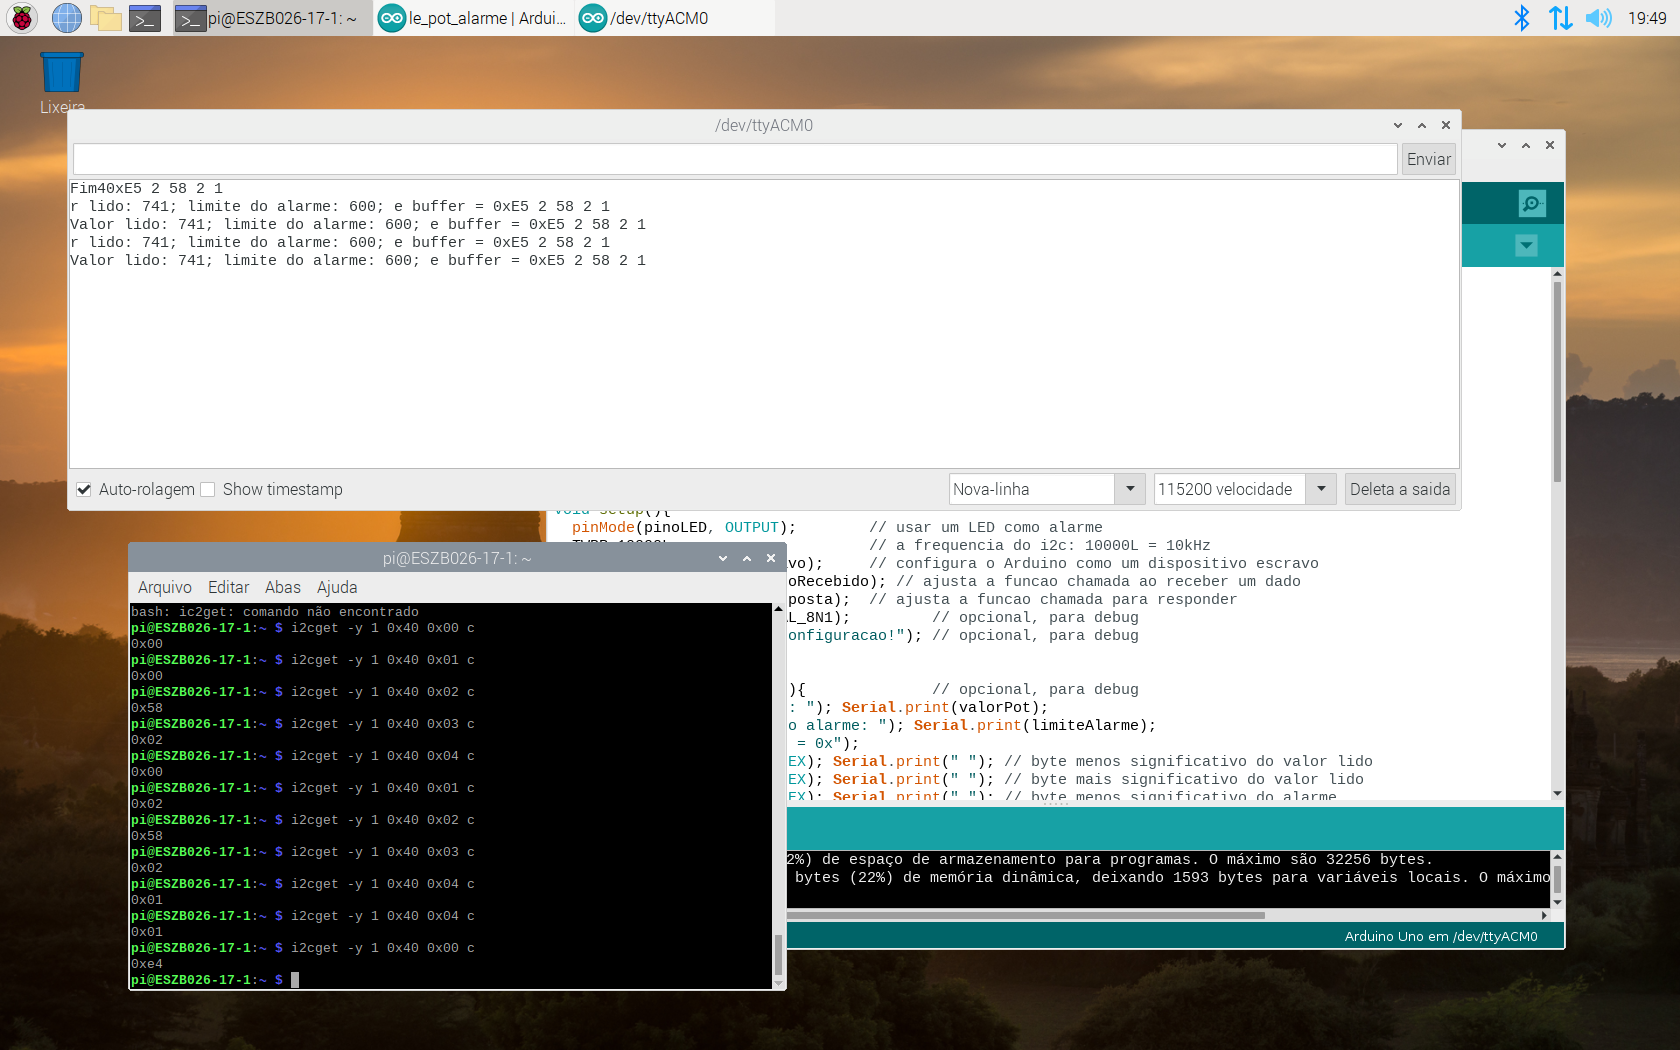 pi@ESZB026-17-1: ~
le_pot_alarme | Ardui...
/dev/ttyACM0
19:49
Lixeira
/dev/ttyACM0
Enviar
Fim40xE5 2 58 2 1
r lido: 741; limite do alarme: 600; e buffer = 0xE5 2 58 2 1
Valor lido: 741; limite do alarme: 600; e buffer = 0xE5 2 58 2 1
r lido: 741; limite do alarme: 600; e buffer = 0xE5 2 58 2 1
Valor lido: 741; limite do alarme: 600; e buffer = 0xE5 2 58 2 1
Auto-rolagem
Show timestamp
Nova-linha
115200 velocidade
Deleta a saida
void setup(){
pinMode(pinoLED, OUTPUT); // usar um LED como alarme
// a frequencia do i2c: 10000L = 10kHz
vo); // configura o Arduino como um dispositivo escravo
oRecebido); // ajusta a funcao chamada ao receber um dado
posta); // ajusta a funcao chamada para responder
L_8N1); // opcional, para debug
onfiguracao!"); // opcional, para debug
){ // opcional, para debug
: "); Serial.print(valorPot);
o alarme: "); Serial.print(limiteAlarme);
= 0x");
EX); Serial.print(" "); // byte menos significativo do valor lido
EX); Serial.print(" "); // byte mais significativo do valor lido
EX); Serial.print(" "); // byte menos significativo do alarme
2%) de espaço de armazenamento para programas. O máximo são 32256 bytes.
bytes (22%) de memória dinâmica, deixando 1593 bytes para variáveis locais. O máximo
Arduino Uno em /dev/ttyACM0
pi@ESZB026-17-1: ~
Arquivo Editar Abas Ajuda
bash: ic2get: comando não encontrado
pi@ESZB026-17-1:~ $ i2cget -y 1 0x40 0x00 c
0x00
pi@ESZB026-17-1:~ $ i2cget -y 1 0x40 0x01 c
0x00
pi@ESZB026-17-1:~ $ i2cget -y 1 0x40 0x02 c
0x58
pi@ESZB026-17-1:~ $ i2cget -y 1 0x40 0x03 c
0x02
pi@ESZB026-17-1:~ $ i2cget -y 1 0x40 0x04 c
0x00
pi@ESZB026-17-1:~ $ i2cget -y 1 0x40 0x01 c
0x02
pi@ESZB026-17-1:~ $ i2cget -y 1 0x40 0x02 c
0x58
pi@ESZB026-17-1:~ $ i2cget -y 1 0x40 0x03 c
0x02
pi@ESZB026-17-1:~ $ i2cget -y 1 0x40 0x04 c
0x01
pi@ESZB026-17-1:~ $ i2cget -y 1 0x40 0x04 c
0x01
pi@ESZB026-17-1:~ $ i2cget -y 1 0x40 0x00 c
0xe4
pi@ESZB026-17-1:~ $